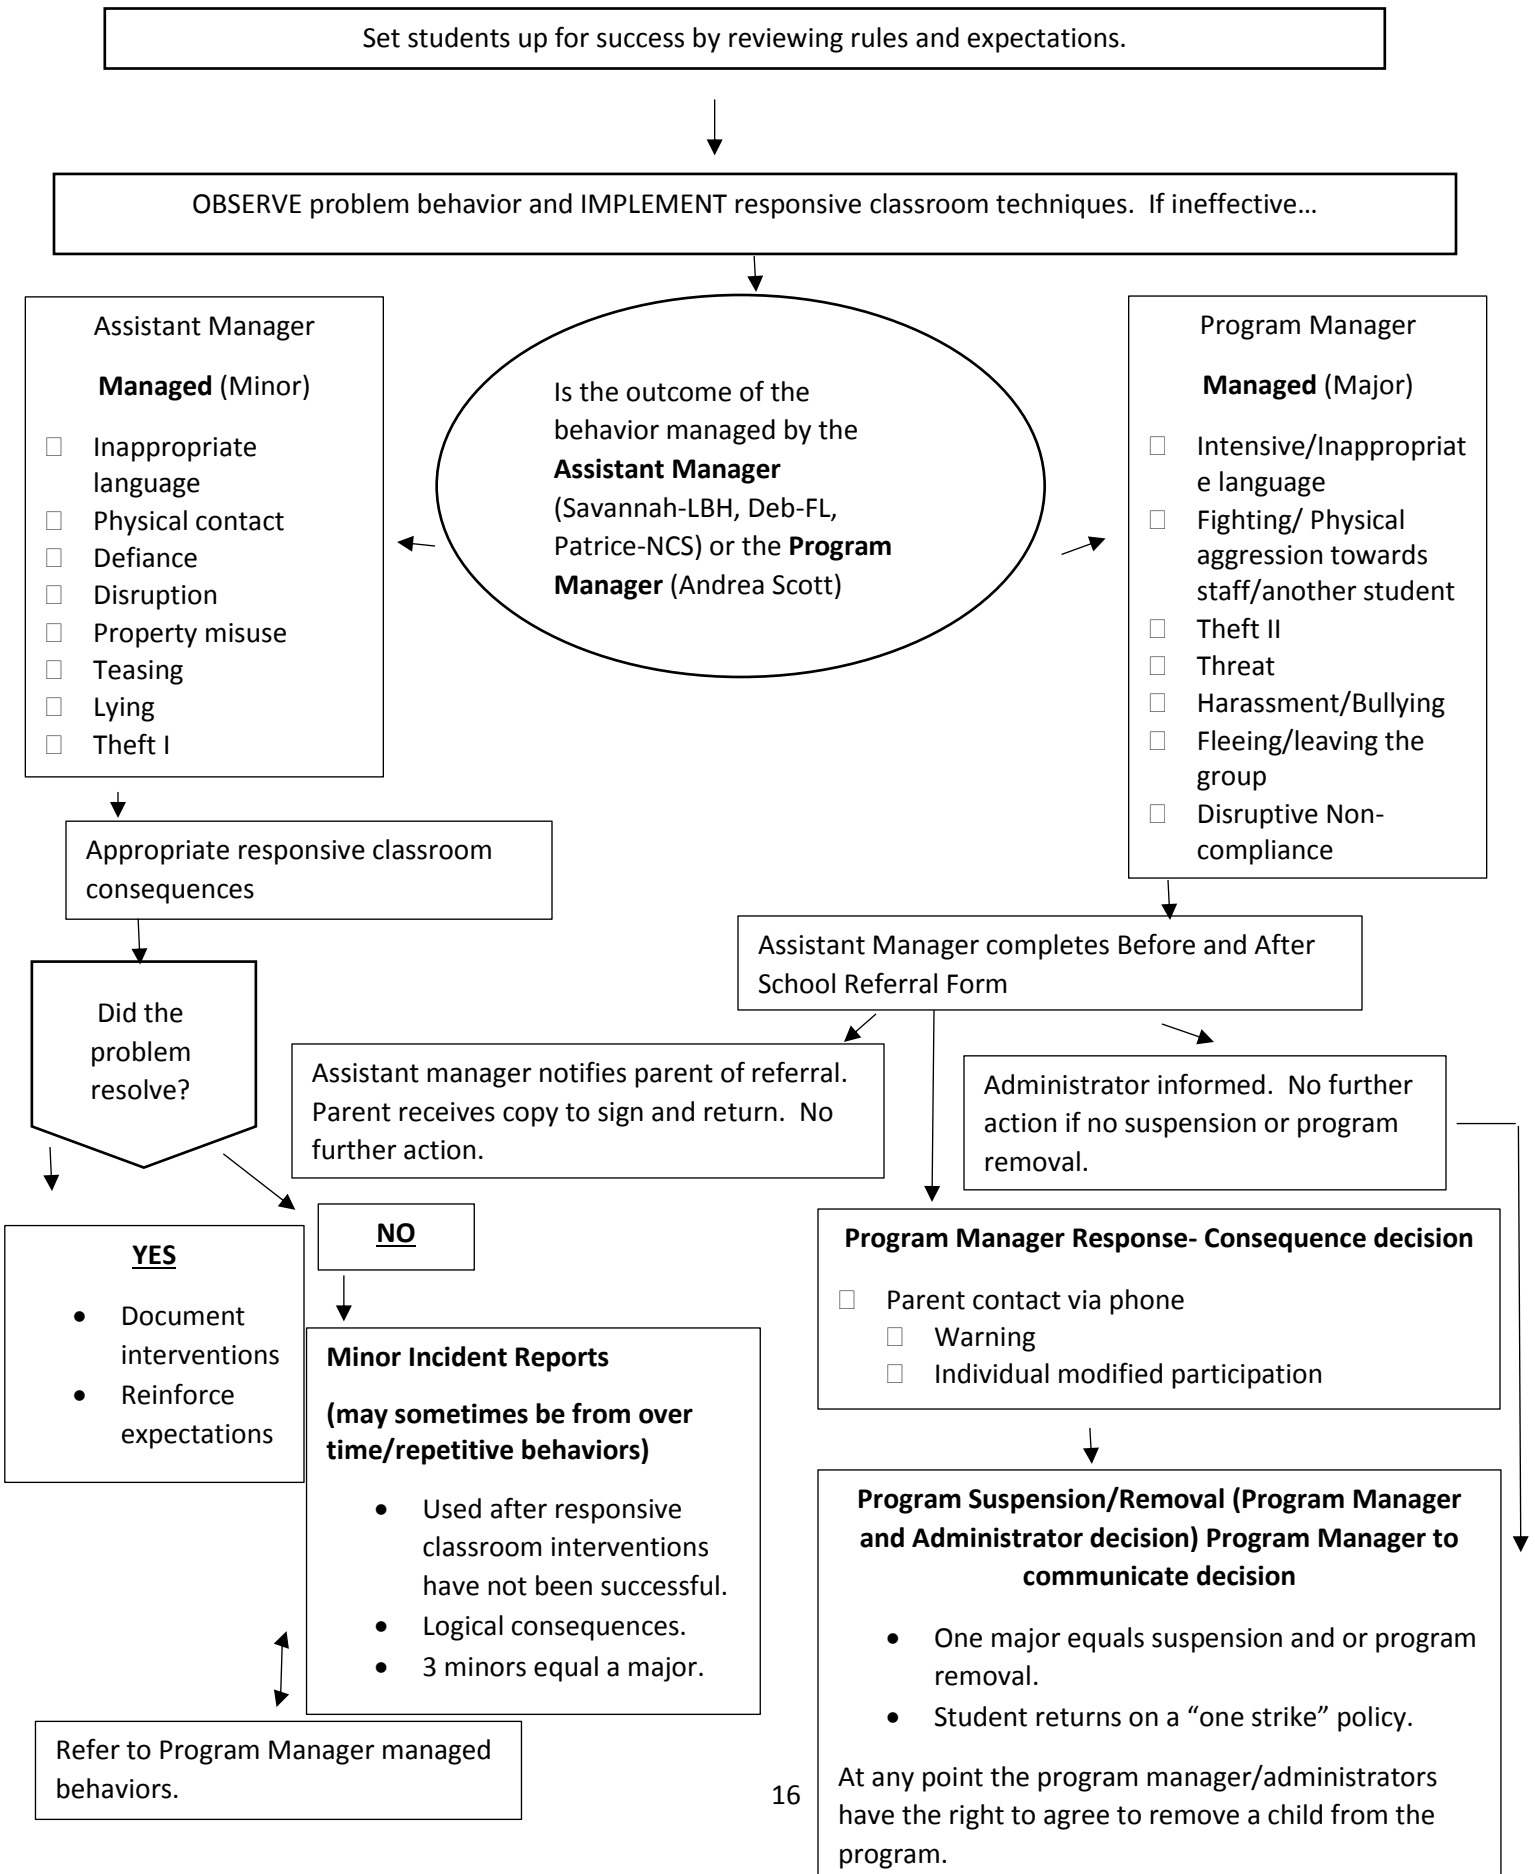 Set students up for success by reviewing rules and expectations.
OBSERVE problem behavior and IMPLEMENT responsive classroom techniques.  If ineffective…
Assistant Manager
Managed (Minor)
Inappropriate
language
Physical contact
Defiance
Disruption
Property misuse
Teasing
Lying
Theft I
Is the outcome of the
behavior managed by the
Assistant Manager
(Savannah-LBH, Deb-FL,
Patrice-NCS) or the Program
Manager (Andrea Scott)
Program Manager
Managed (Major)
Intensive/Inappropriat
e language
Fighting/ Physical
aggression towards
staff/another student
Theft II
Threat
Harassment/Bullying
Fleeing/leaving the
group
Disruptive Non-
compliance
Appropriate responsive classroom
consequences
Did the
problem
resolve?
YES
• Document
interventions
• Reinforce
expectations
NO
Minor Incident Reports
(may sometimes be from over
time/repetitive behaviors)
• Used after responsive
classroom interventions
have not been successful.
• Logical consequences.
• 3 minors equal a major.
Refer to Program Manager managed
behaviors.
Assistant Manager completes Before and After
School Referral Form
Assistant manager notifies parent of referral.
Parent receives copy to sign and return.  No
further action.
Administrator informed.  No further
action if no suspension or program
removal.
Program Manager Response- Consequence decision
Parent contact via phone
Warning
Individual modified participation
Program Suspension/Removal (Program Manager
and Administrator decision) Program Manager to
communicate decision
• One major equals suspension and or program
removal.
• Student returns on a “one strike” policy.
At any point the program manager/administrators
have the right to agree to remove a child from the
program.
16